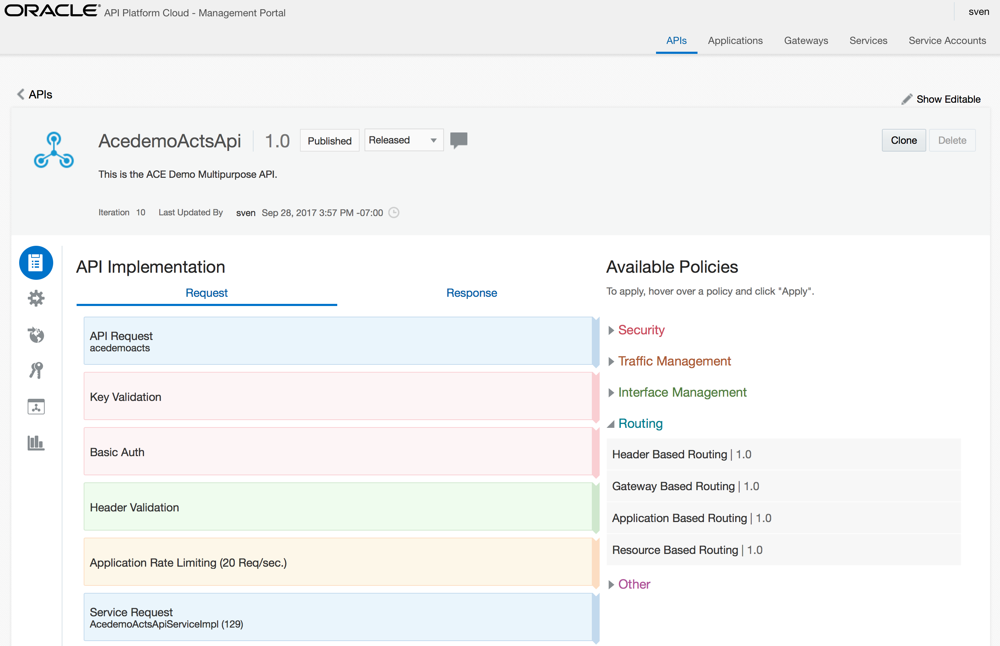 ORACLE® API Platform Cloud - Management Portal
sven
APIs Applications Gateways Services Service Accounts
APIs
Show Editable
AcedemoActsApi 1.0 Published Released
Clone Delete
This is the ACE Demo Multipurpose API.
Iteration 10 Last Updated By sven Sep 28, 2017 3:57 PM -07:00
API Implementation
Request Response
API Request
acedemoacts
Key Validation
Basic Auth
Header Validation
Application Rate Limiting (20 Req/sec.)
Service Request
AcedemoActsApiServiceImpl (129)
Available Policies
To apply, hover over a policy and click "Apply".
Security
Traffic Management
Interface Management
Routing
Header Based Routing | 1.0
Gateway Based Routing | 1.0
Application Based Routing | 1.0
Resource Based Routing | 1.0
Other